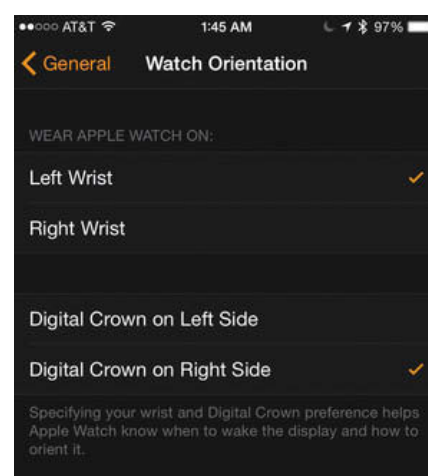 AT&T 1:45 AM 97%
General Watch Orientation
WEAR APPLE WATCH ON:
Left Wrist
Right Wrist
Digital Crown on Left Side
Digital Crown on Right Side
Specifying your wrist and Digital Crown preference helps
Apple Watch know when to wake the display and how to
orient it.